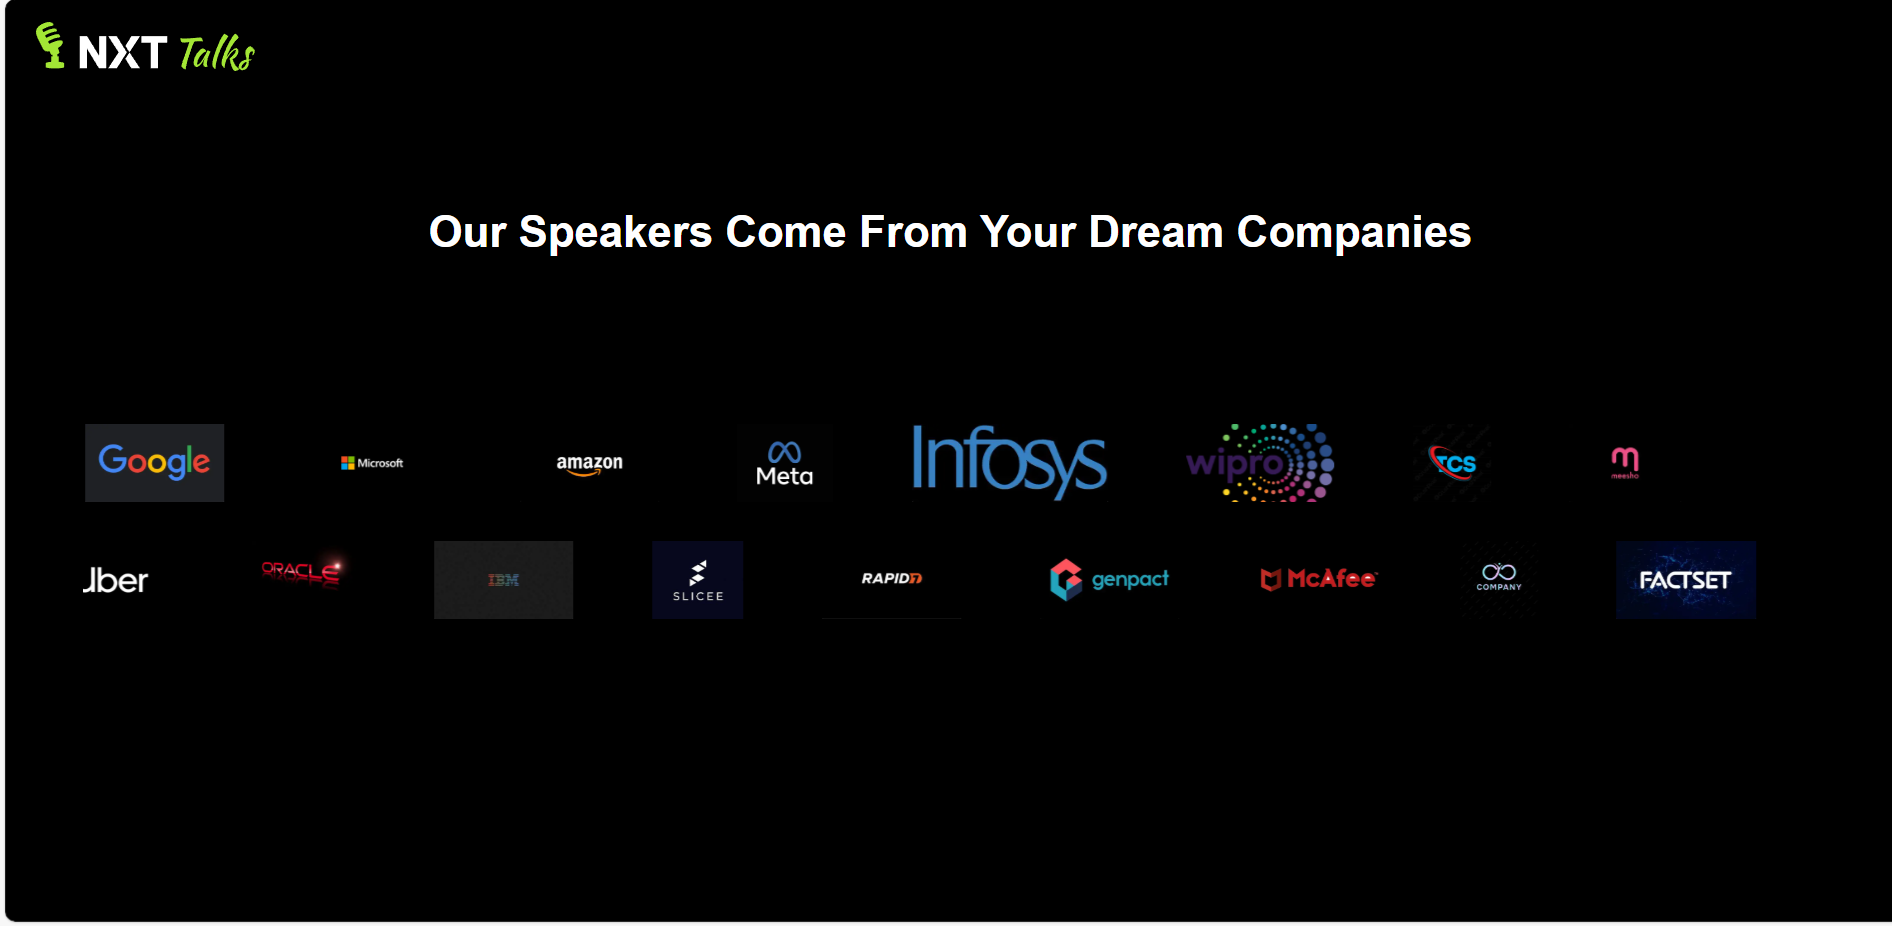 NXT Talks
Our Speakers Come From Your Dream Companies
Google Microsoft amazon Meta Infosys wipro TCS meesho
Uber ORACLE IBM SLICEE RAPID7 genpact McAfee COMPANY FACTSET